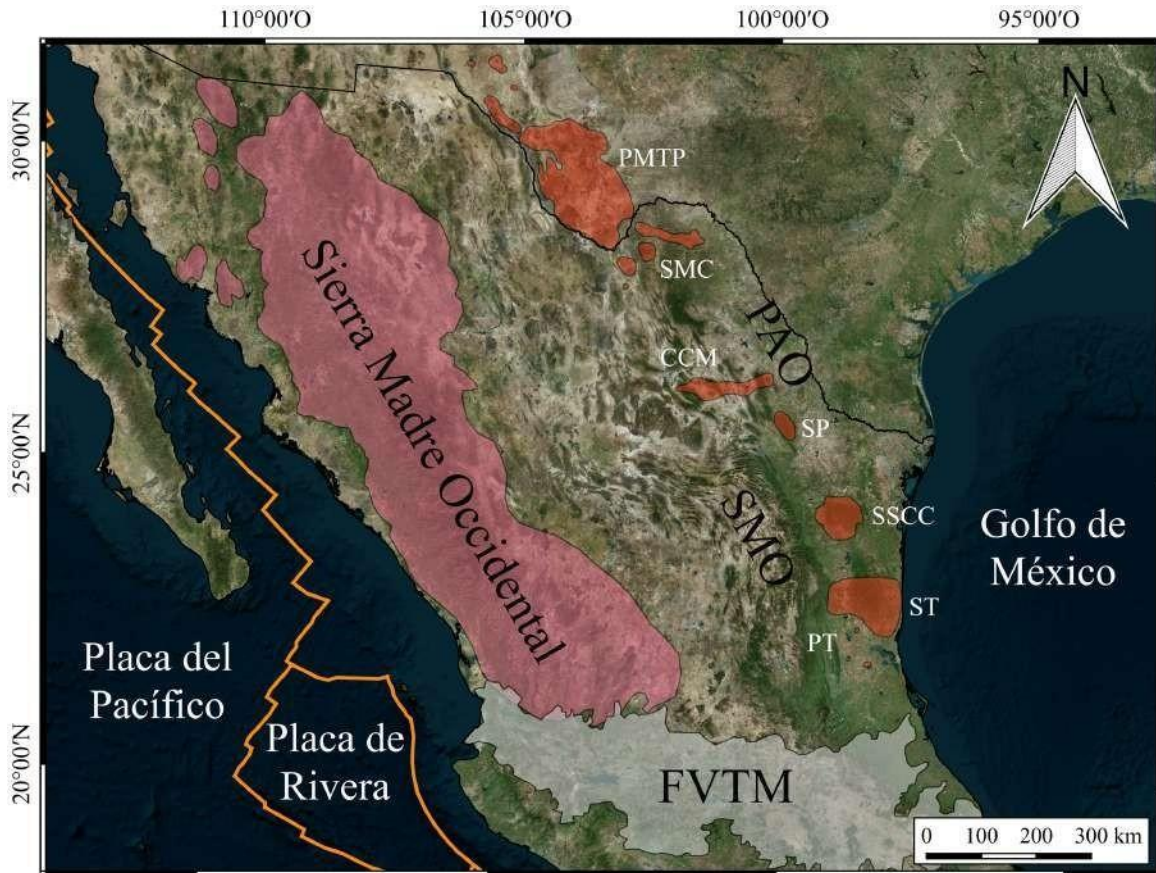 110°00'O
105°00'O
100°00'O
95°00'O
30°00'N
25°00'N
20°00'N
N
PMTP
SMC
PAO
CCM
SP
Sierra Madre Occidental
SMO
SSCC
ST
PT
Golfo de
México
Placa del
Pacífico
Placa de
Rivera
FVTM
0 100 200 300 km